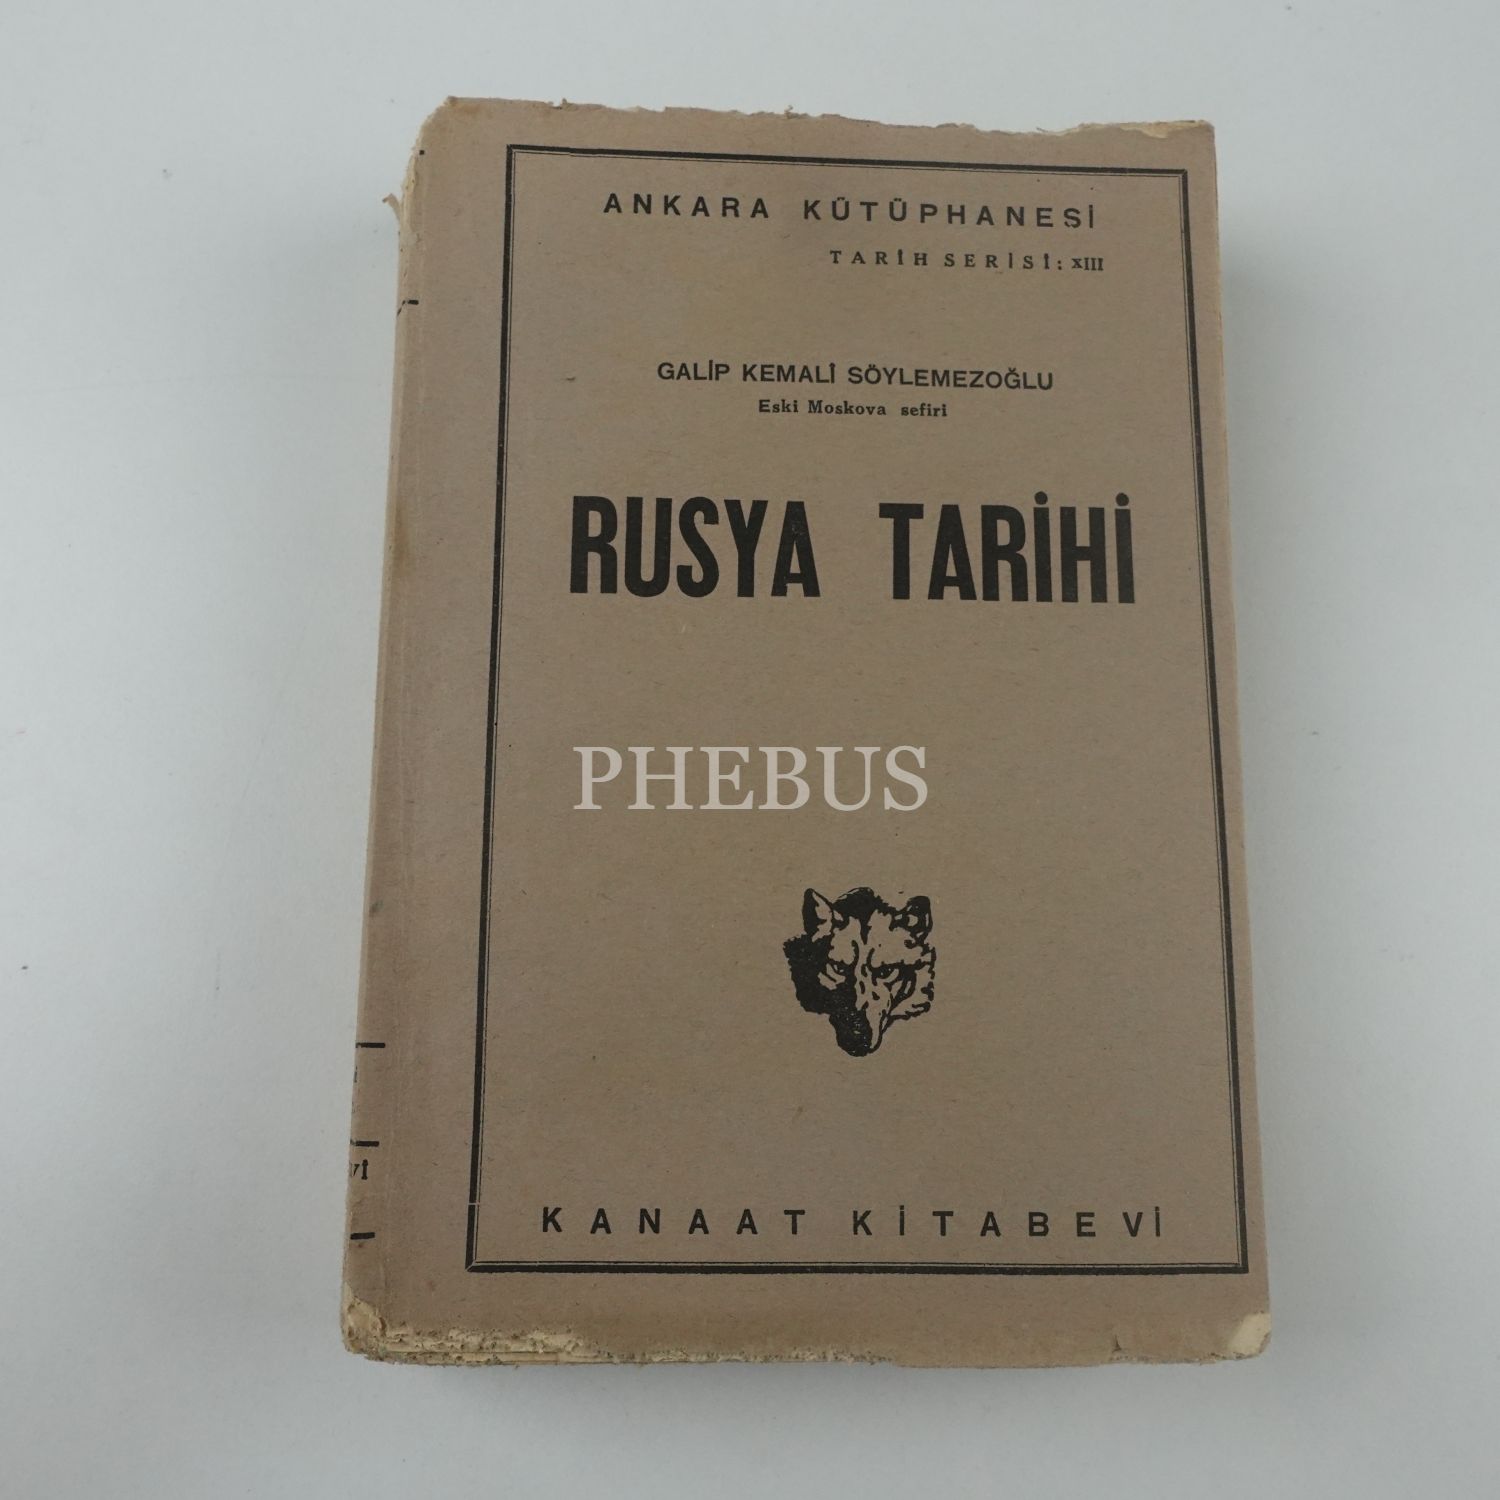 ANKARA KÜTÜPHANESİ
TARİH SERİSİ: XIII
GALİP KEMALİ SÖYLEMEZOĞLU
Eski Moskova sefiri
RUSYA TARİHİ
PHEBUS
KANAAT KİTABEVİ